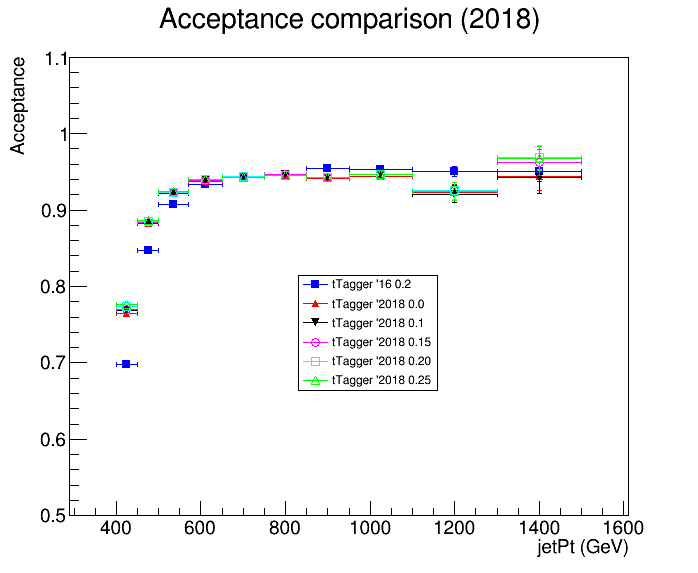 Acceptance comparison (2018)
Acceptance
1.1
1
0.9
0.8
0.7
0.6
0.5
tTagger '16 0.2
tTagger '2018 0.0
tTagger '2018 0.1
tTagger '2018 0.15
tTagger '2018 0.20
tTagger '2018 0.25
400 600 800 1000 1200 1400 1600
jetPt (GeV)